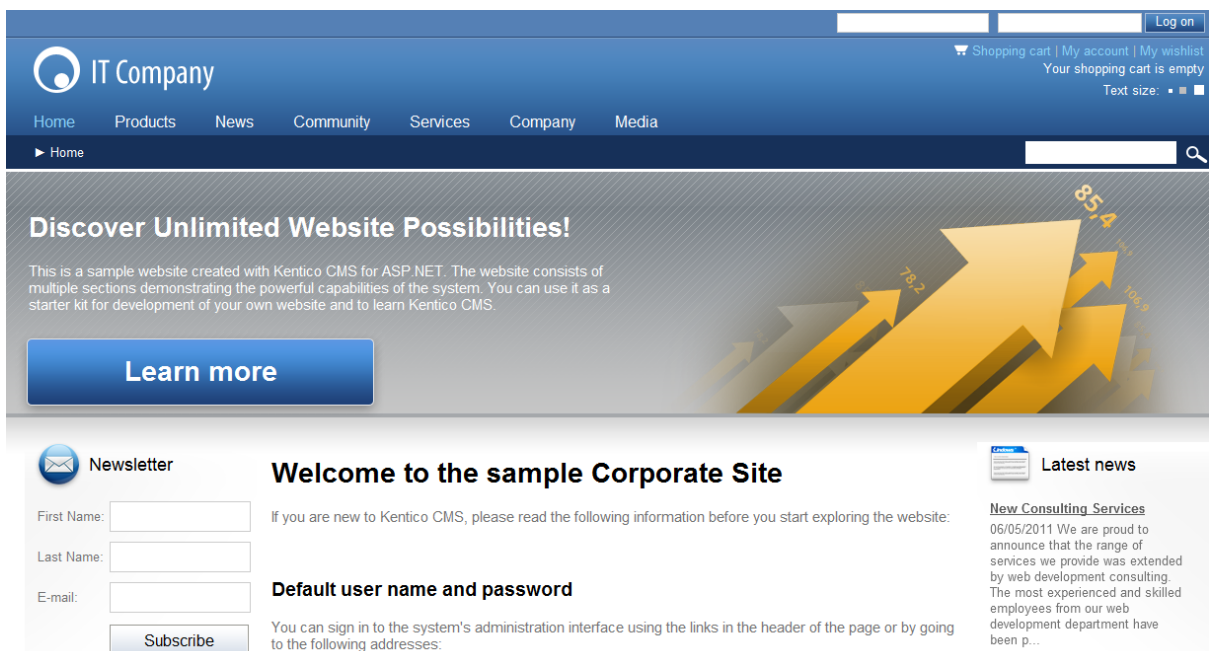 Log on
Shopping cart | My account | My wishlist
IT Company
Your shopping cart is empty
Text size:
Home Products News Community Services Company Media
► Home
Discover Unlimited Website Possibilities!
This is a sample website created with Kentico CMS for ASP.NET. The website consists of
multiple sections demonstrating the powerful capabilities of the system. You can use it as a
starter kit for development of your own website and to learn Kentico CMS.
Learn more
85,4
78,2
106,9
Newsletter
First Name:
Last Name:
E-mail:
Subscribe
Welcome to the sample Corporate Site
If you are new to Kentico CMS, please read the following information before you start exploring the website:
Default user name and password
You can sign in to the system's administration interface using the links in the header of the page or by going
to the following addresses:
Latest news
New Consulting Services
06/05/2011 We are proud to
announce that the range of
services we provide was extended
by web development consulting.
The most experienced and skilled
employees from our web
development department have
been p...